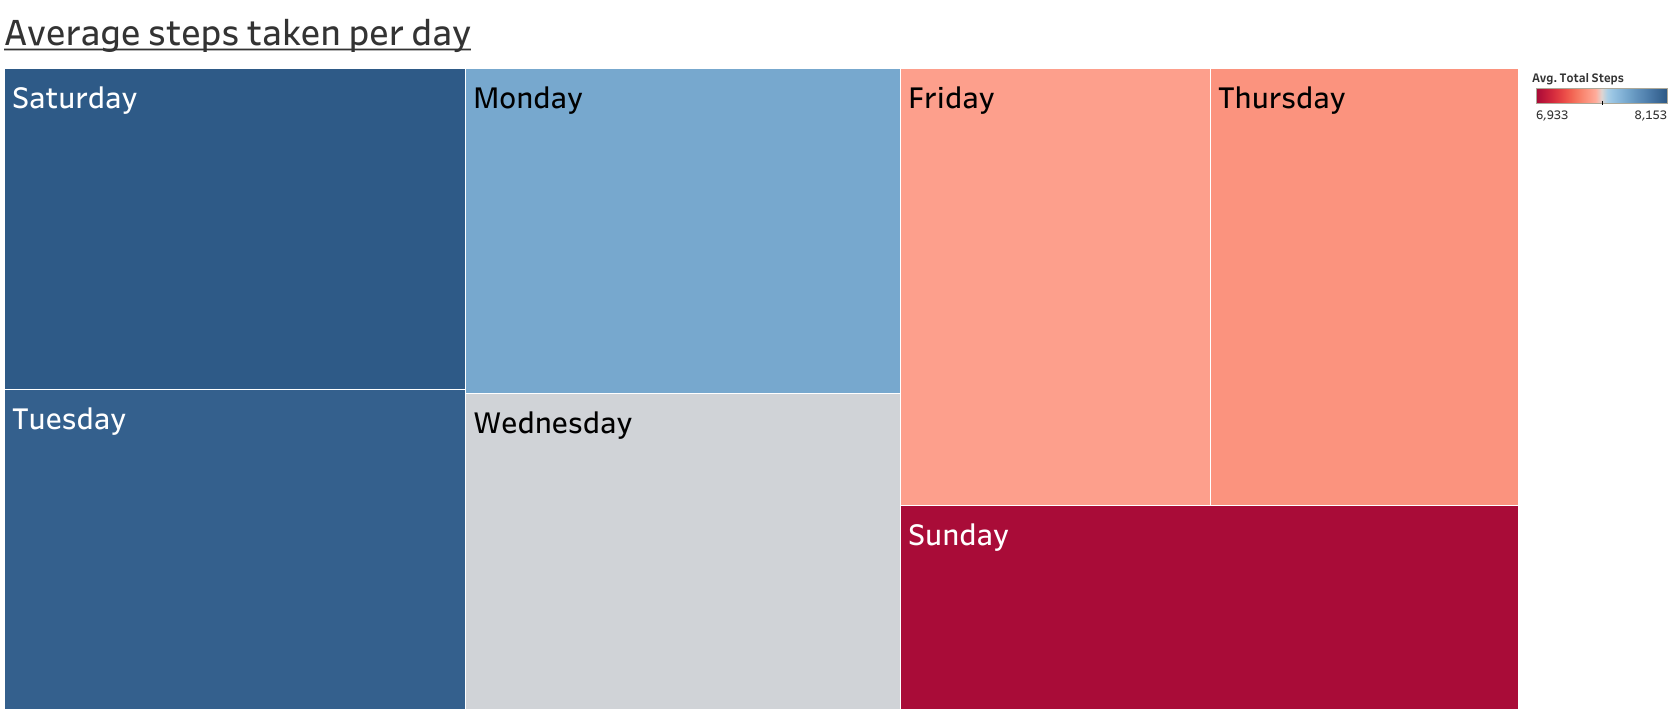 Average steps taken per day
Saturday
Monday
Friday
Thursday
Tuesday
Wednesday
Sunday
Avg. Total Steps
6,933 8,153